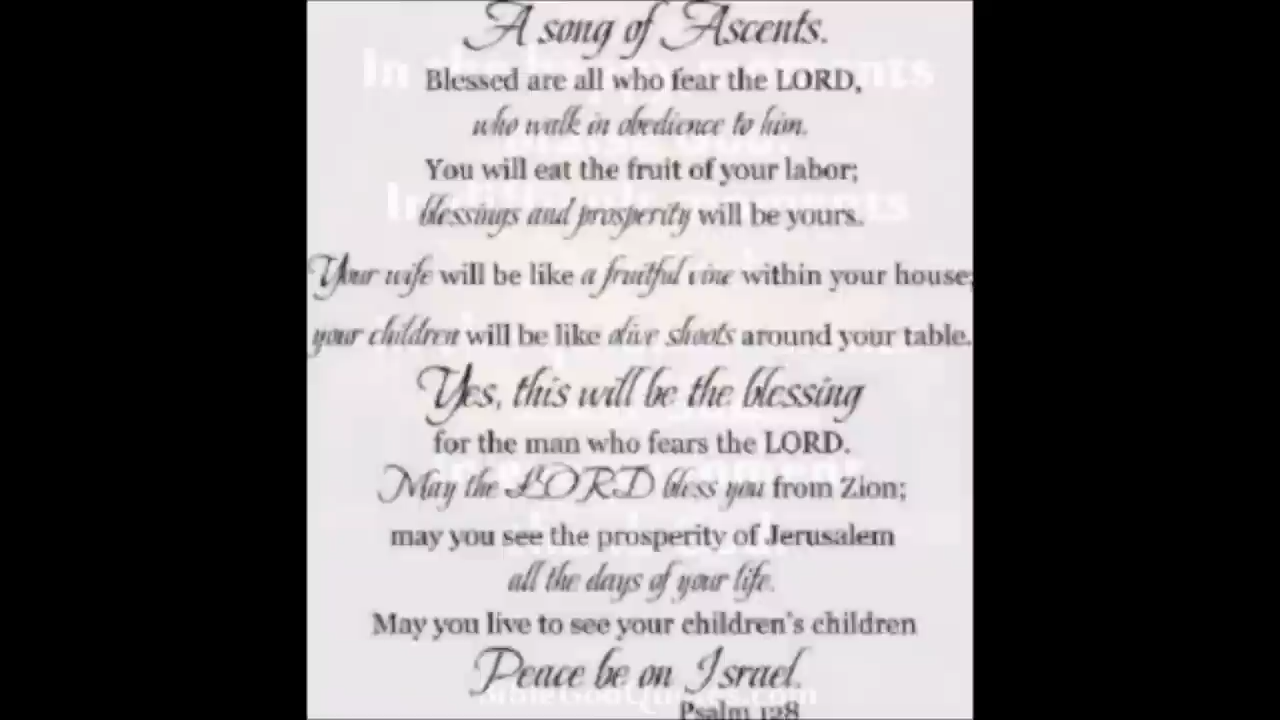 A song of Ascents.
Blessed are all who fear the LORD,
who walk in obedience to him.
You will eat the fruit of your labor;
blessings and prosperity will be yours.
Your wife will be like a fruitful vine within your house;
your children will be like olive shoots around your table.
Yes, this will be the blessing
for the man who fears the LORD.
May the LORD bless you from Zion;
may you see the prosperity of Jerusalem
all the days of your life.
May you live to see your children's children
Peace be on Israel.
Psalm 128